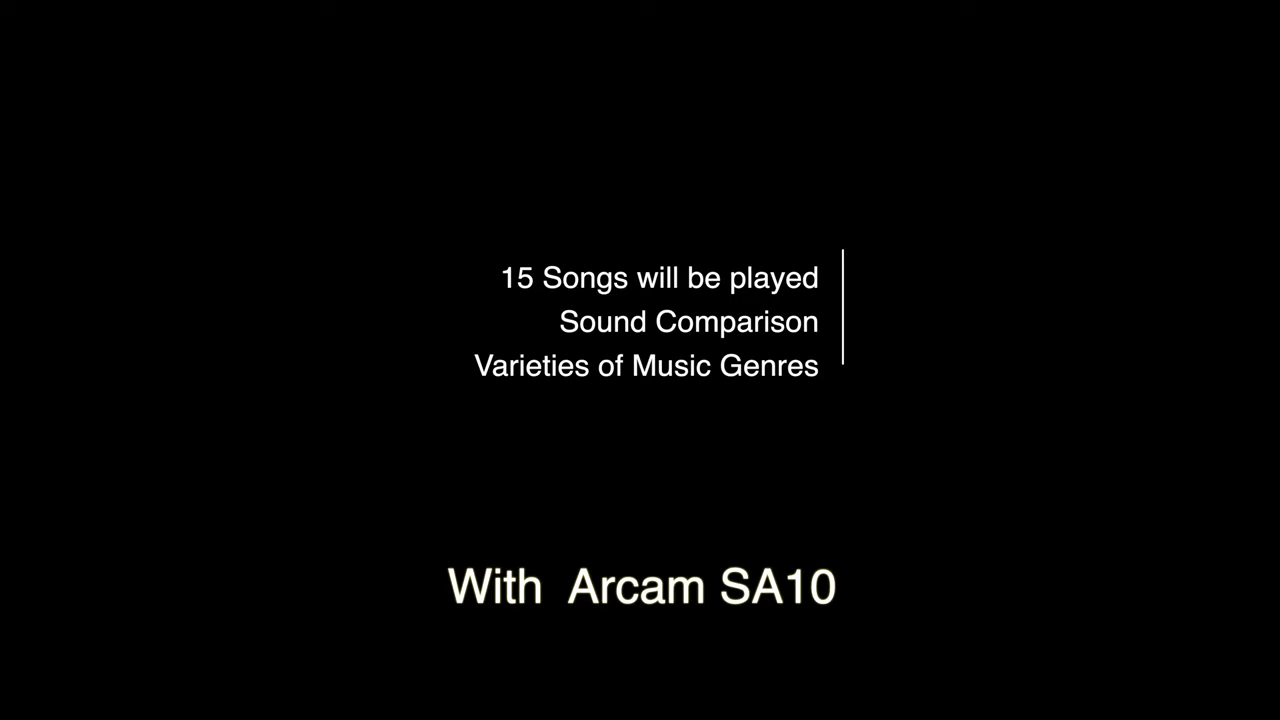 15 Songs will be played
Sound Comparison
Varieties of Music Genres
With Arcam SA10